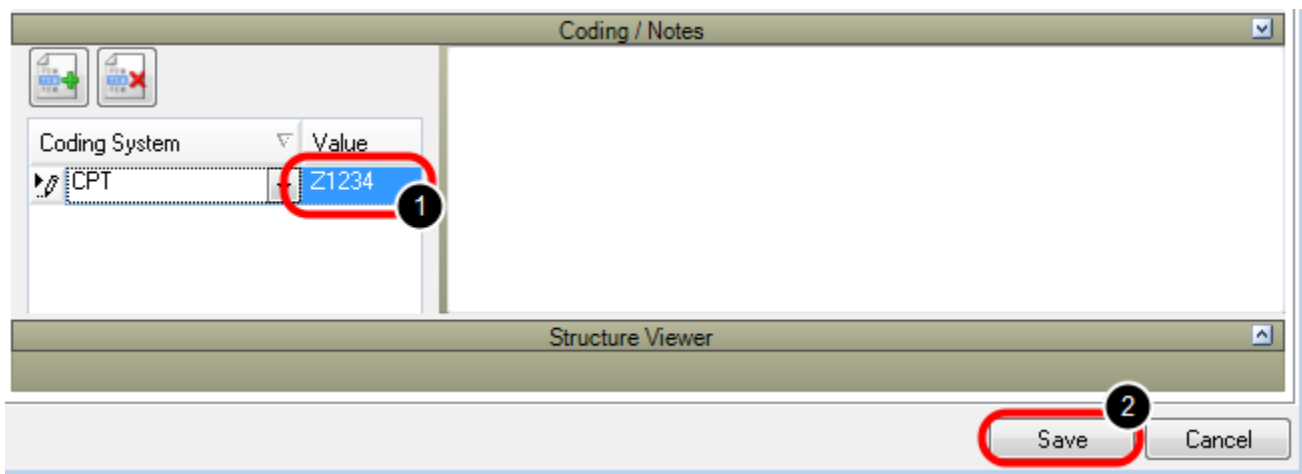 Coding / Notes
Coding System Value
CPT Z1234
1
Structure Viewer
2
Save Cancel